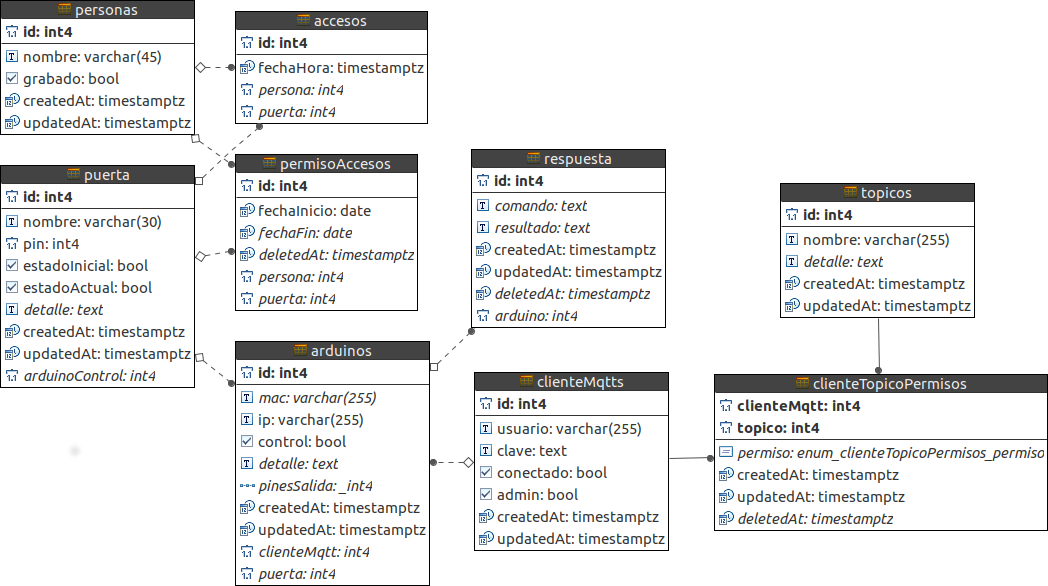 personas
id: int4
nombre: varchar(45)
grabado: bool
createdAt: timestamptz
updatedAt: timestamptz
accesos
id: int4
fechaHora: timestamptz
persona: int4
puerta: int4
puerta
id: int4
nombre: varchar(30)
pin: int4
estadoInicial: bool
estadoActual: bool
detalle: text
createdAt: timestamptz
updatedAt: timestamptz
arduinoControl: int4
permisoAccesos
id: int4
fechaInicio: date
fechaFin: date
deletedAt: timestamptz
persona: int4
puerta: int4
respuesta
id: int4
comando: text
resultado: text
createdAt: timestamptz
updatedAt: timestamptz
deletedAt: timestamptz
arduino: int4
topicos
id: int4
nombre: varchar(255)
detalle: text
createdAt: timestamptz
updatedAt: timestamptz
arduinos
id: int4
mac: varchar(255)
ip: varchar(255)
control: bool
detalle: text
pinesSalida: _int4
createdAt: timestamptz
updatedAt: timestamptz
clienteMqtt: int4
puerta: int4
clienteMqtts
id: int4
usuario: varchar(255)
clave: text
conectado: bool
admin: bool
createdAt: timestamptz
updatedAt: timestamptz
clienteTopicoPermisos
clienteMqtt: int4
topico: int4
permiso: enum_clienteTopicoPermisos_permiso
createdAt: timestamptz
updatedAt: timestamptz
deletedAt: timestamptz